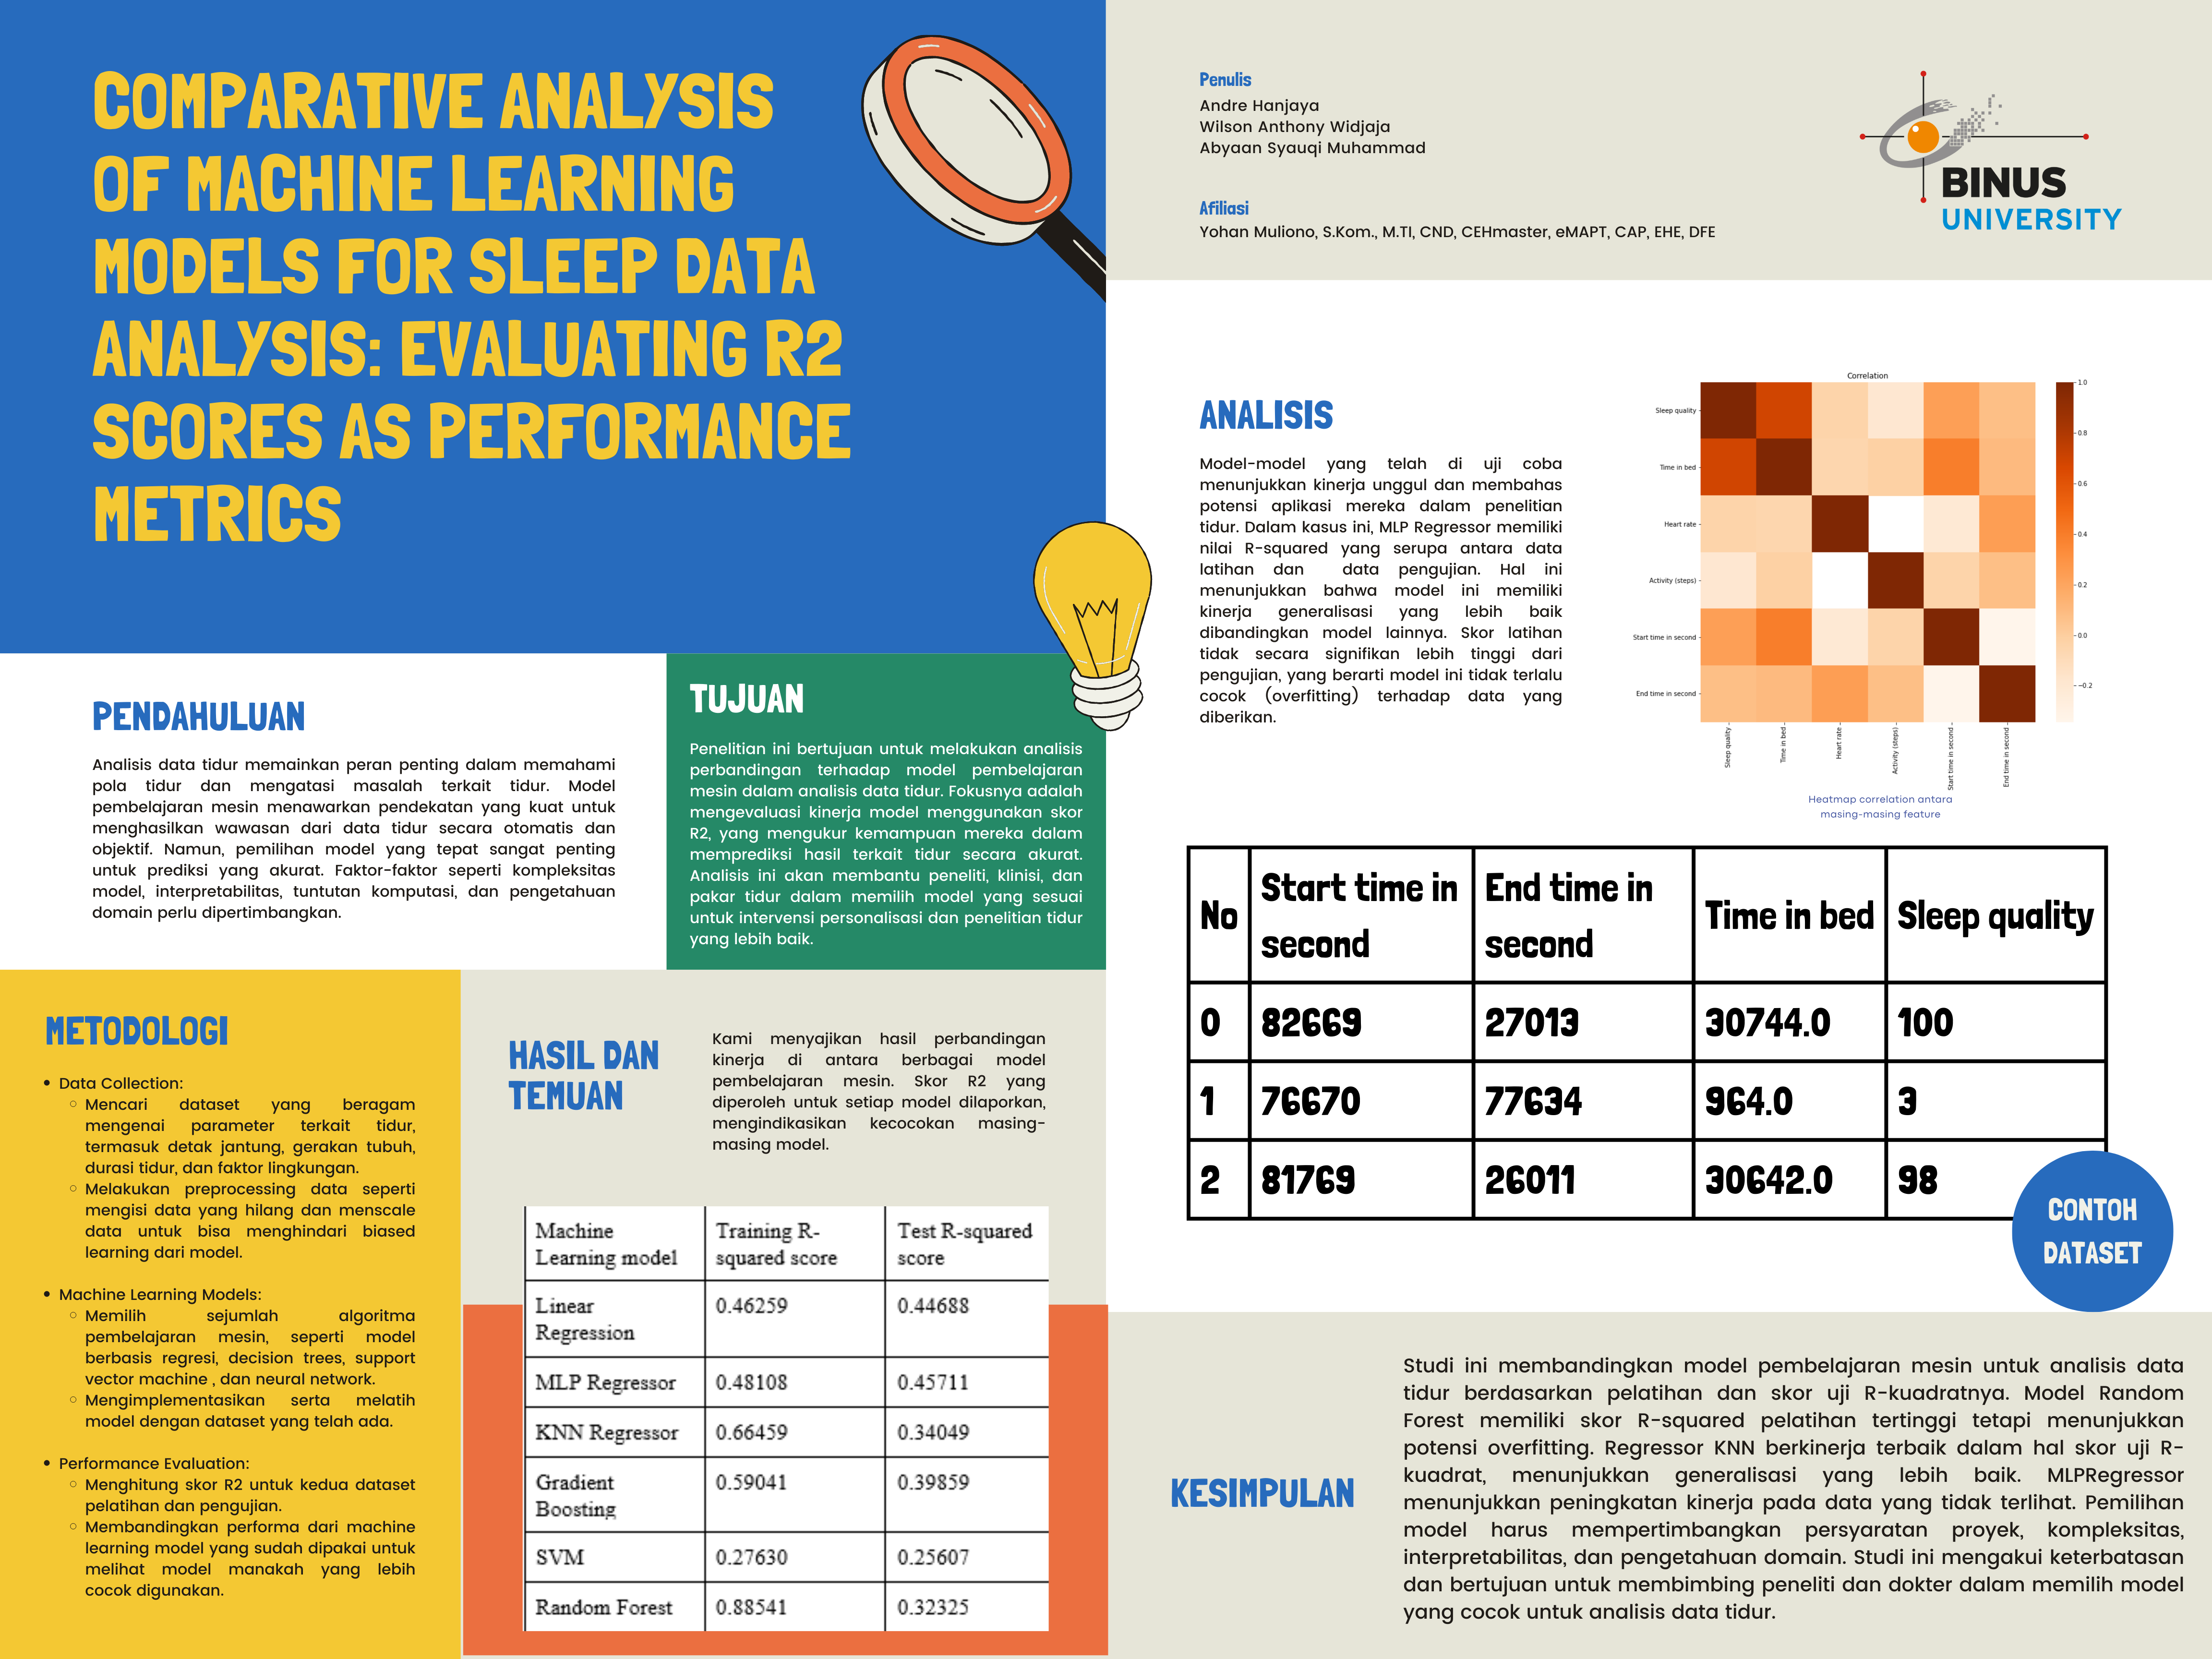 COMPARATIVE ANALYSIS
OF MACHINE LEARNING
MODELS FOR SLEEP DATA
ANALYSIS: EVALUATING R2
SCORES AS PERFORMANCE
METRICS
Penulis
Andre Hanjaya
Wilson Anthony Widjaja
Abyaan Syauqi Muhammad
Afiliasi
Yohan Muliono, S.Kom., M.TI, CND, CEHmaster, eMAPT, CAP, EHE, DFE
BINUS
UNIVERSITY
PENDAHULUAN
Analisis data tidur memainkan peran penting dalam memahami
pola tidur dan mengatasi masalah terkait tidur. Model
pembelajaran mesin menawarkan pendekatan yang kuat untuk
menghasilkan wawasan dari data tidur secara otomatis dan
objektif. Namun, pemilihan model yang tepat sangat penting
untuk prediksi yang akurat. Faktor-faktor seperti kompleksitas
model, interpretabilitas, tuntutan komputasi, dan pengetahuan
domain perlu dipertimbangkan.
TUJUAN
Penelitian ini bertujuan untuk melakukan analisis
perbandingan terhadap model pembelajaran
mesin dalam analisis data tidur. Fokusnya adalah
mengevaluasi kinerja model menggunakan skor
R2, yang mengukur kemampuan mereka dalam
memprediksi hasil terkait tidur secara akurat.
Analisis ini akan membantu peneliti, klinisi, dan
pakar tidur dalam memilih model yang sesuai
untuk intervensi personalisasi dan penelitian tidur
yang lebih baik.
METODOLOGI
• Data Collection:
○ Mencari dataset yang beragam
mengenai parameter terkait tidur,
termasuk detak jantung, gerakan tubuh,
durasi tidur, dan faktor lingkungan.
○ Melakukan preprocessing data seperti
mengisi data yang hilang dan menscale
data untuk bisa menghindari biased
learning dari model.
• Machine Learning Models:
○ Memilih sejumlah algoritma
pembelajaran mesin, seperti model
berbasis regresi, decision trees, support
vector machine , dan neural network.
○ Mengimplementasikan serta melatih
model dengan dataset yang telah ada.
• Performance Evaluation:
○ Menghitung skor R2 untuk kedua dataset
pelatihan dan pengujian.
○ Membandingkan performa dari machine
learning model yang sudah dipakai untuk
melihat model manakah yang lebih
cocok digunakan.
HASIL DAN
TEMUAN
Kami menyajikan hasil perbandingan
kinerja di antara berbagai model
pembelajaran mesin. Skor R2 yang
diperoleh untuk setiap model dilaporkan,
mengindikasikan kecocokan masing-
masing model.
Machine Learning model Training R-squared score Test R-squared score
Linear Regression 0.46259 0.44688
MLP Regressor 0.48108 0.45711
KNN Regressor 0.66459 0.34049
Gradient Boosting 0.59041 0.39859
SVM 0.27630 0.25607
Random Forest 0.88541 0.32325
ANALISIS
Model-model yang telah di uji coba
menunjukkan kinerja unggul dan membahas
potensi aplikasi mereka dalam penelitian
tidur. Dalam kasus ini, MLP Regressor memiliki
nilai R-squared yang serupa antara data
latihan dan data pengujian. Hal ini
menunjukkan bahwa model ini memiliki
kinerja generalisasi yang lebih baik
dibandingkan model lainnya. Skor latihan
tidak secara signifikan lebih tinggi dari
pengujian, yang berarti model ini tidak terlalu
cocok (overfitting) terhadap data yang
diberikan.
Correlation
Sleep quality
Time in bed
Heart rate
Activity (steps)
Start time in second
End time in second
Sleep quality
Time in bed
Heart rate
Activity (steps)
Start time in second
End time in second
1.0
0.8
0.6
0.4
0.2
0.0
−0.2
Heatmap correlation antara
masing-masing feature
No Start time in second End time in second Time in bed Sleep quality
0 82669 27013 30744.0 100
1 76670 77634 964.0 3
2 81769 26011 30642.0 98
CONTOH
DATASET
KESIMPULAN
Studi ini membandingkan model pembelajaran mesin untuk analisis data
tidur berdasarkan pelatihan dan skor uji R-kuadratnya. Model Random
Forest memiliki skor R-squared pelatihan tertinggi tetapi menunjukkan
potensi overfitting. Regressor KNN berkinerja terbaik dalam hal skor uji R-
kuadrat, menunjukkan generalisasi yang lebih baik. MLPRegressor
menunjukkan peningkatan kinerja pada data yang tidak terlihat. Pemilihan
model harus mempertimbangkan persyaratan proyek, kompleksitas,
interpretabilitas, dan pengetahuan domain. Studi ini mengakui keterbatasan
dan bertujuan untuk membimbing peneliti dan dokter dalam memilih model
yang cocok untuk analisis data tidur.